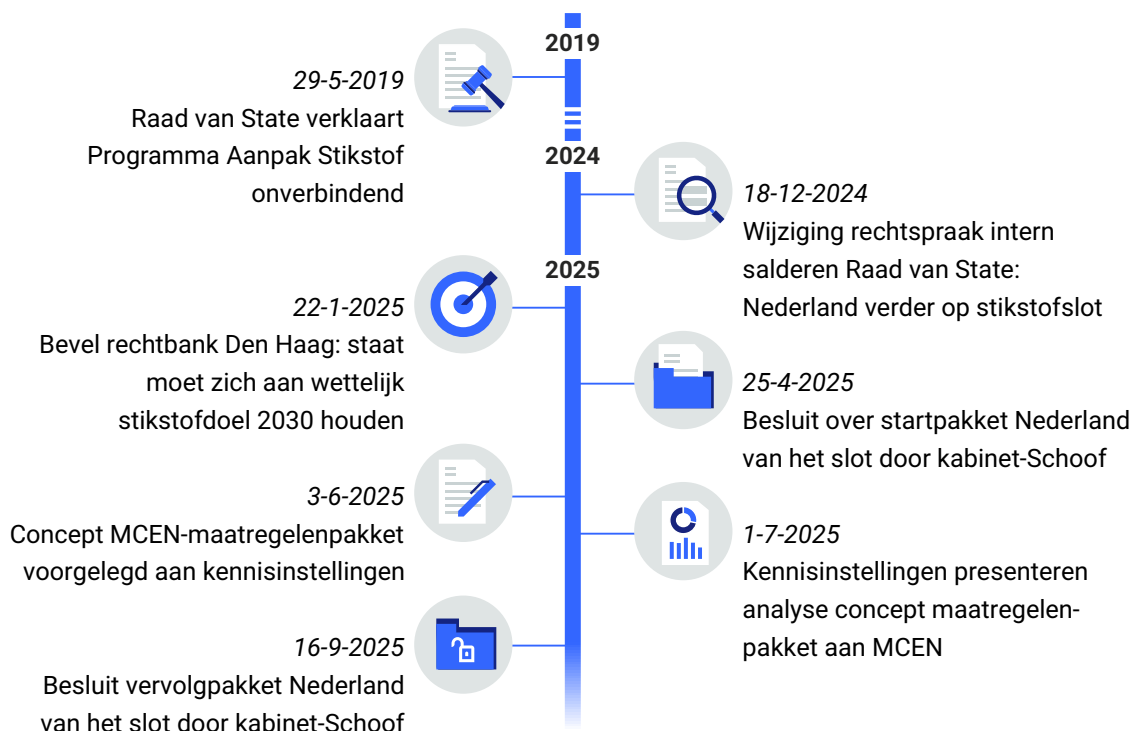 2019
29-5-2019
Raad van State verklaart
Programma Aanpak Stikstof
onverbindend
2024
18-12-2024
Wijziging rechtspraak intern
salderen Raad van State:
Nederland verder op stikstofslot
2025
22-1-2025
Bevel rechtbank Den Haag: staat
moet zich aan wettelijk
stikstofdoel 2030 houden
25-4-2025
Besluit over startpakket Nederland
van het slot door kabinet-Schoof
3-6-2025
Concept MCEN-maatregelenpakket
voorgelegd aan kennisinstellingen
1-7-2025
Kennisinstellingen presenteren
analyse concept maatregelen-
pakket aan MCEN
16-9-2025
Besluit vervolgpakket Nederland
van het slot door kabinet-Schoof